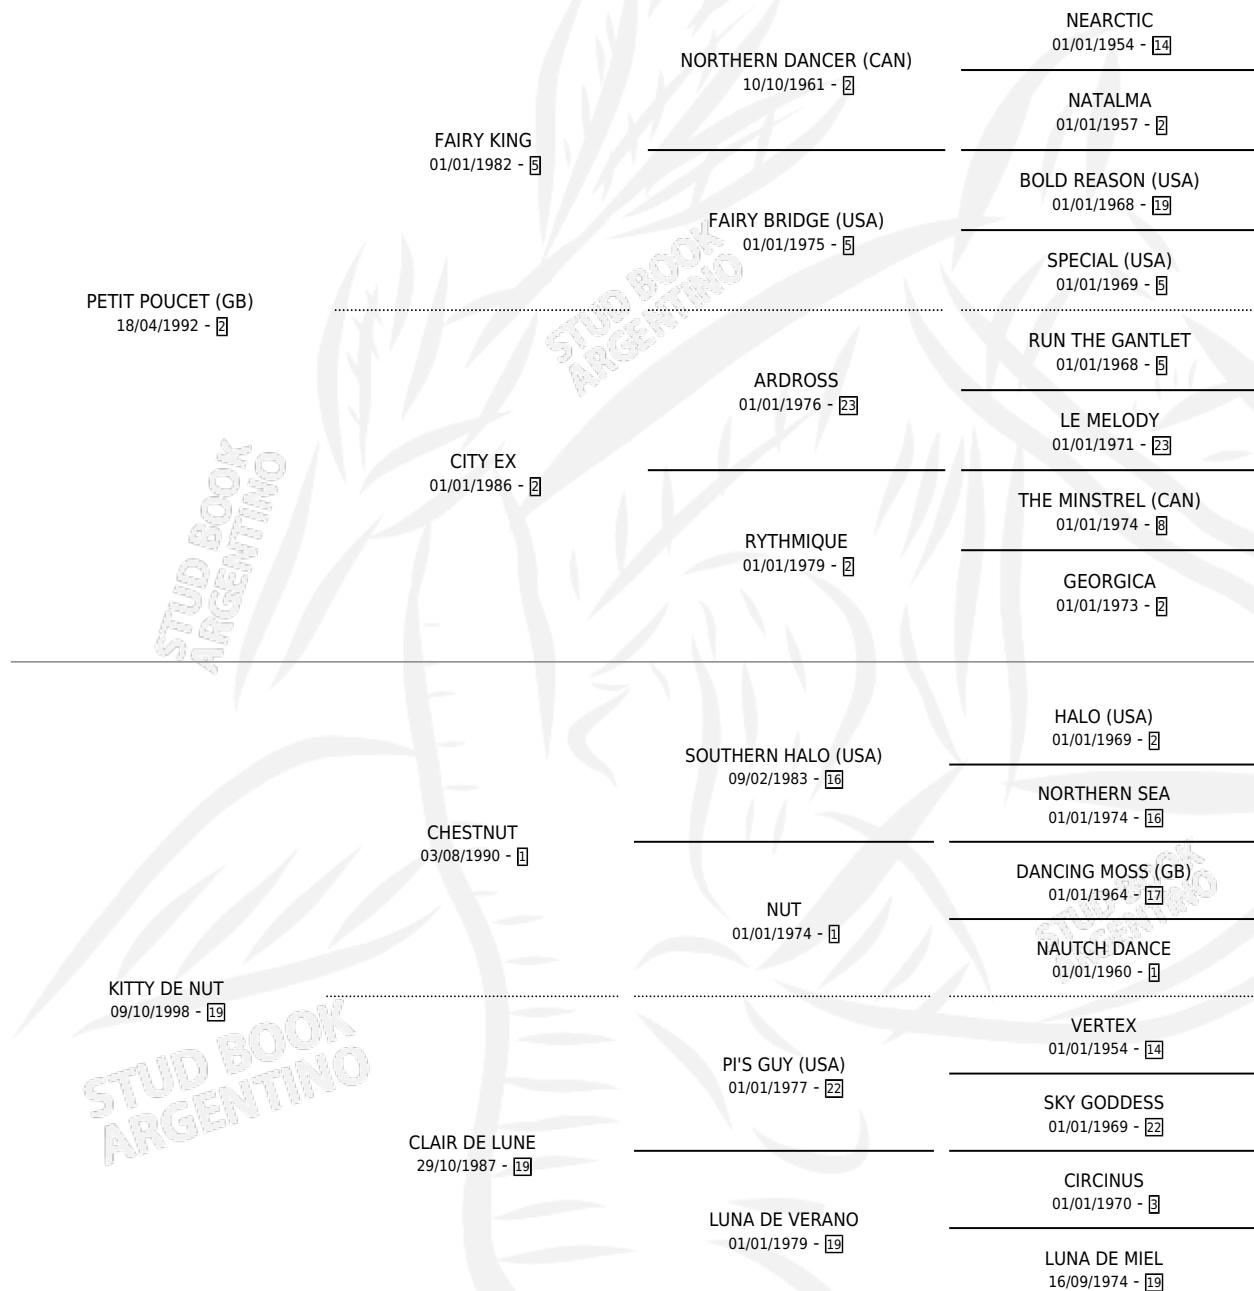 NEARCTIC
01/01/1954 - 14
NORTHERN DANCER (CAN)
10/10/1961 - 2
NATALMA
01/01/1957 - 2
FAIRY KING
01/01/1982 - 5
BOLD REASON (USA)
01/01/1968 - 19
FAIRY BRIDGE (USA)
01/01/1975 - 5
SPECIAL (USA)
01/01/1969 - 5
PETIT POUCET (GB)
18/04/1992 - 2
RUN THE GANTLET
01/01/1968 - 5
ARDROSS
01/01/1976 - 23
LE MELODY
01/01/1971 - 23
CITY EX
01/01/1986 - 2
THE MINSTREL (CAN)
01/01/1974 - 8
RYTHMIQUE
01/01/1979 - 2
GEORGICA
01/01/1973 - 2
HALO (USA)
01/01/1969 - 2
SOUTHERN HALO (USA)
09/02/1983 - 16
NORTHERN SEA
01/01/1974 - 16
CHESTNUT
03/08/1990 - 1
DANCING MOSS (GB)
01/01/1964 - 17
NUT
01/01/1974 - 1
NAUTCH DANCE
01/01/1960 - 1
KITTY DE NUT
09/10/1998 - 19
VERTEX
01/01/1954 - 14
PI'S GUY (USA)
01/01/1977 - 22
SKY GODDESS
01/01/1969 - 22
CLAIR DE LUNE
29/10/1987 - 19
CIRCINUS
01/01/1970 - 3
LUNA DE VERANO
01/01/1979 - 19
LUNA DE MIEL
16/09/1974 - 19
STUD BOOK
ARGENTINO
STUD BOOK
ARGENTINO
STUD BOOK
ARGENTINO
STUD BOOK
ARGENTINO